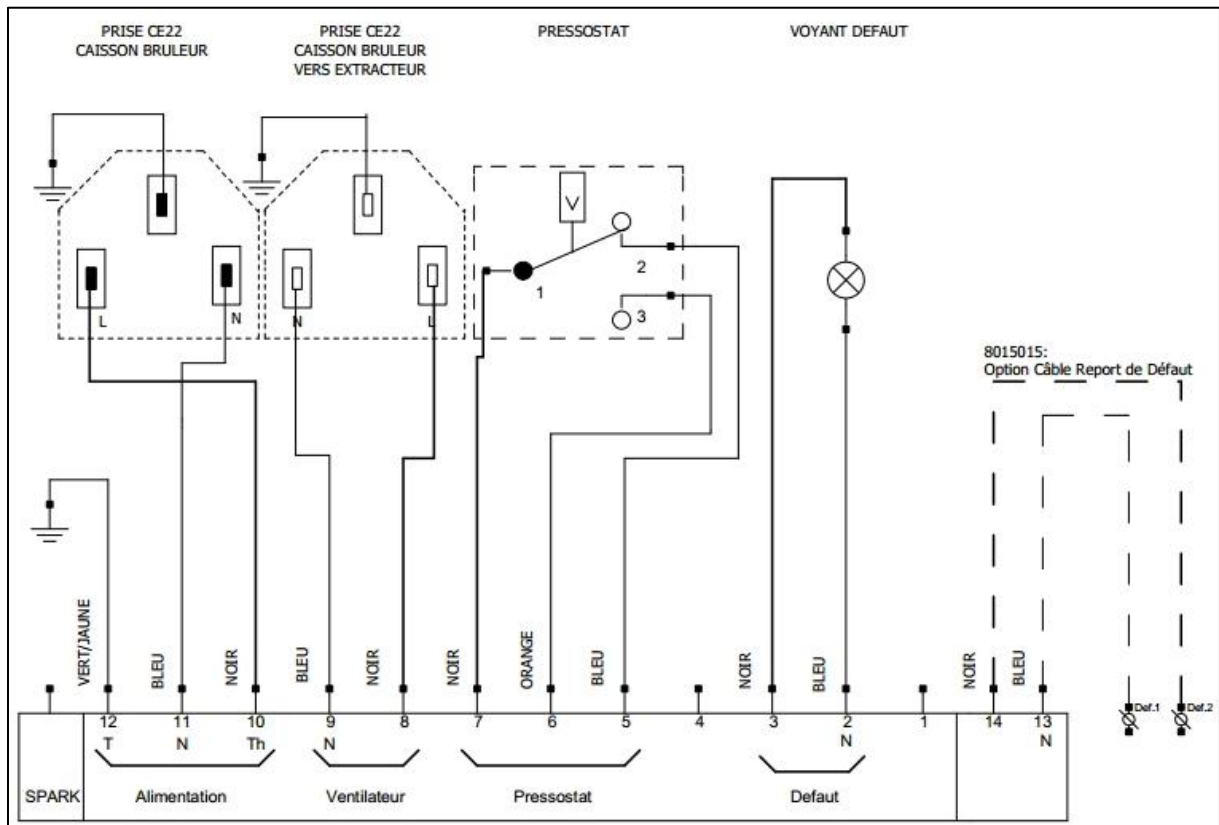 PRISE CE22
CAISSON BRULEUR
PRISE CE22
CAISSON BRULEUR
VERS EXTRACTEUR
PRESSOSTAT
VOYANT DEFAUT
V
L
N
N
L
1
2
3
8015015:
Option Câble Report de Défaut
VERT/JAUNE
BLEU
NOIR
BLEU
NOIR
NOIR
ORANGE
BLEU
NOIR
BLEU
NOIR
BLEU
Def.1
Def.2
12
11
10
9
8
7
6
5
4
3
2
1
14
13
T
N
Th
N
N
N
SPARK
Alimentation
Ventilateur
Pressostat
Defaut